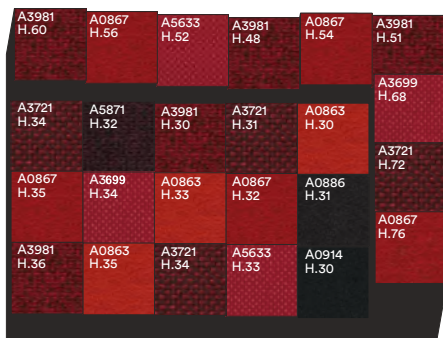 A3981
H.60
A0867
H.56
A5633
H.52
A3981
H.48
A0867
H.54
A3981
H.51
A3699
H.68
A3721
H.34
A5871
H.32
A3981
H.30
A3721
H.31
A0863
H.30
A3721
H.72
A0867
H.35
A3699
H.34
A0863
H.33
A0867
H.32
A0886
H.31
A0867
H.76
A3981
H.36
A0863
H.35
A3721
H.34
A5633
H.33
A0914
H.30